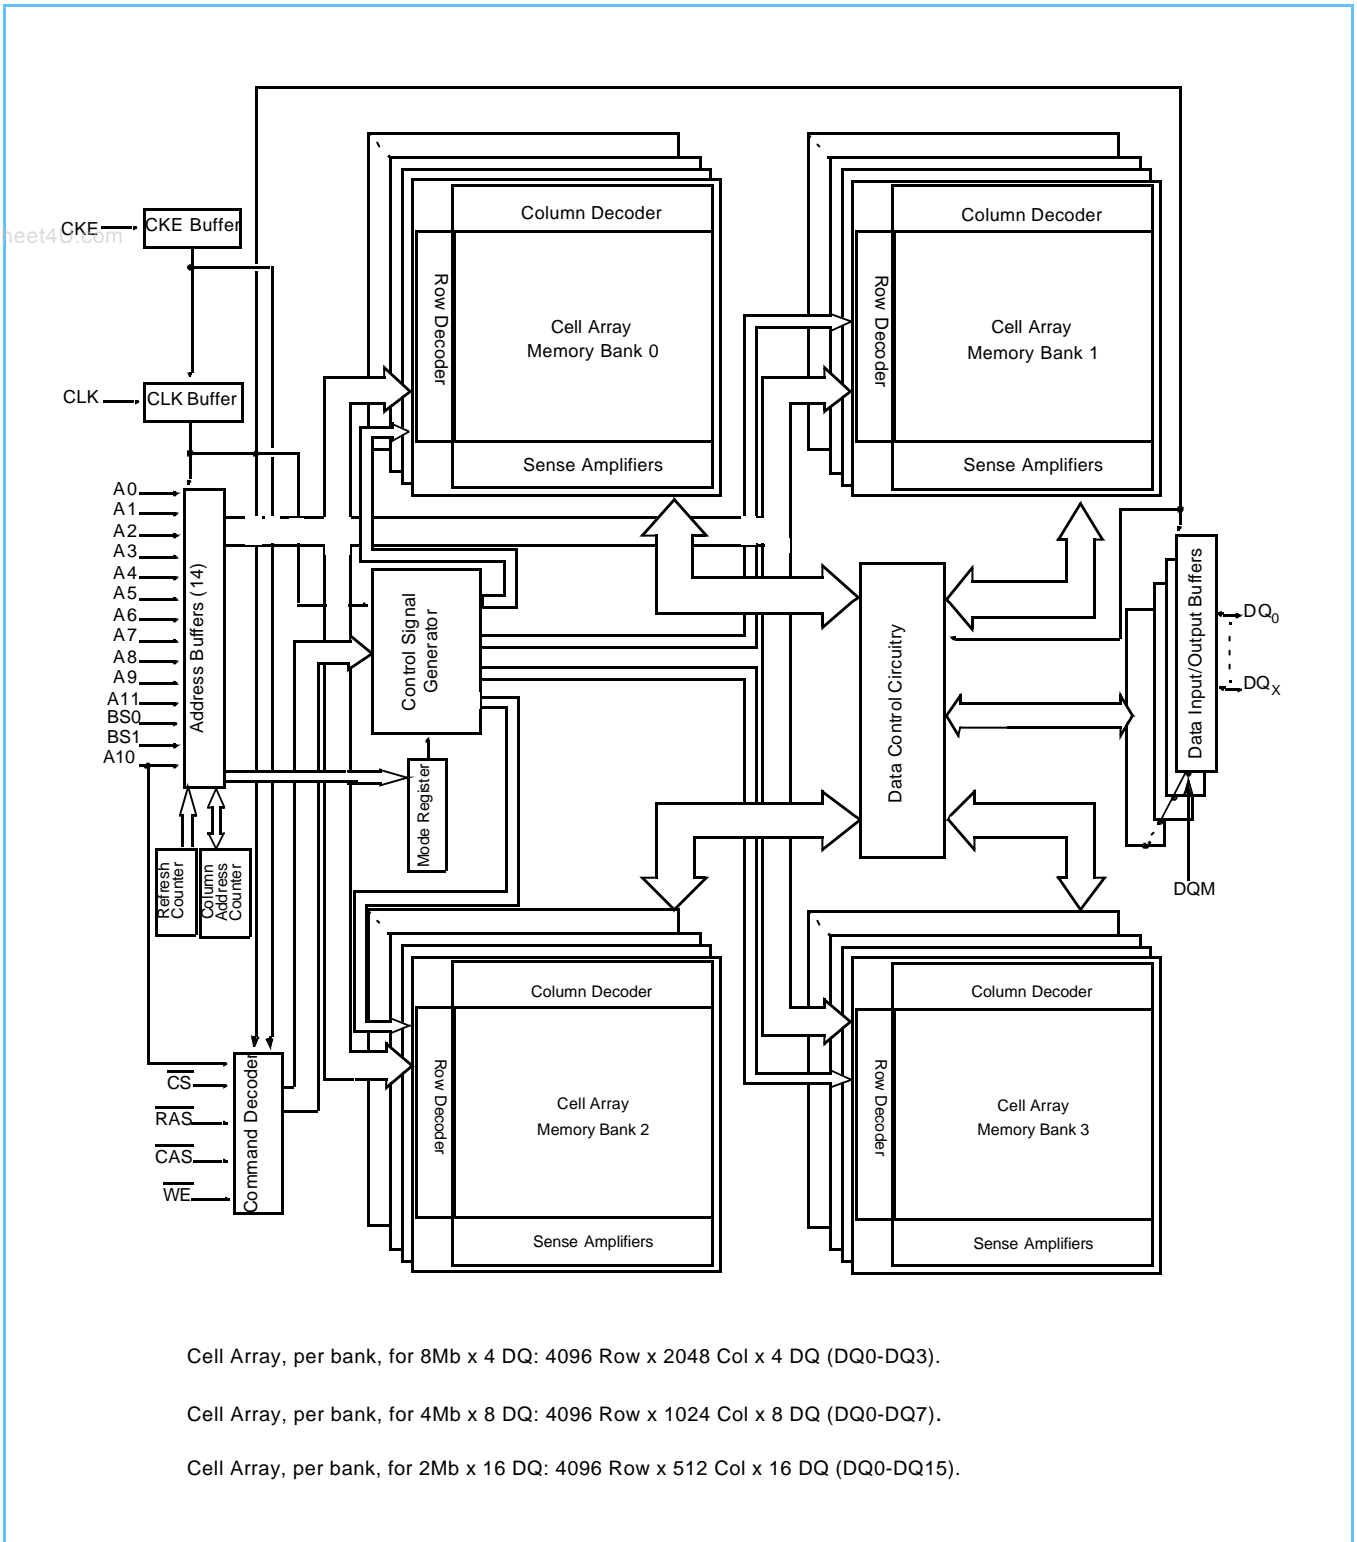 Column Decoder
Row Decoder
Cell Array
Memory Bank 0
Sense Amplifiers
Column Decoder
Row Decoder
Cell Array
Memory Bank 1
Sense Amplifiers
CKE
CKE Buffer
heet4U.com
CLK
CLK Buffer
A0
A1
A2
A3
A4
A5
A6
A7
A8
A9
A11
BS0
BS1
A10
Address Buffers (14)
Refresh
Counter
Column
Address
Counter
Control Signal
Generator
Mode Register
Data Control Circuitry
Data Input/Output Buffers
DQ0
DQX
DQM
CS
RAS
CAS
WE
Command Decoder
Column Decoder
Row Decoder
Cell Array
Memory Bank 2
Sense Amplifiers
Column Decoder
Row Decoder
Cell Array
Memory Bank 3
Sense Amplifiers
Cell Array, per bank, for 8Mb x 4 DQ: 4096 Row x 2048 Col x 4 DQ (DQ0-DQ3).
Cell Array, per bank, for 4Mb x 8 DQ: 4096 Row x 1024 Col x 8 DQ (DQ0-DQ7).
Cell Array, per bank, for 2Mb x 16 DQ: 4096 Row x 512 Col x 16 DQ (DQ0-DQ15).